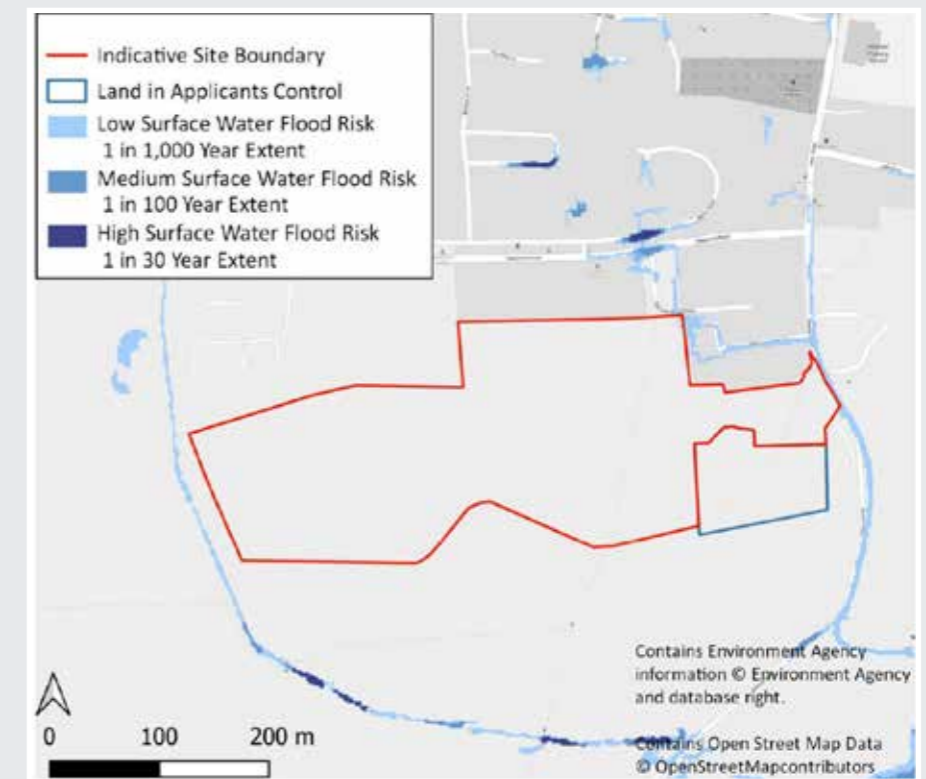 Indicative Site Boundary
Land in Applicants Control
Low Surface Water Flood Risk
1 in 1,000 Year Extent
Medium Surface Water Flood Risk
1 in 100 Year Extent
High Surface Water Flood Risk
1 in 30 Year Extent
Contains Environment Agency
information © Environment Agency
and database right.
Contains Open Street Map Data
© OpenStreetMapcontributors
0 100 200 m